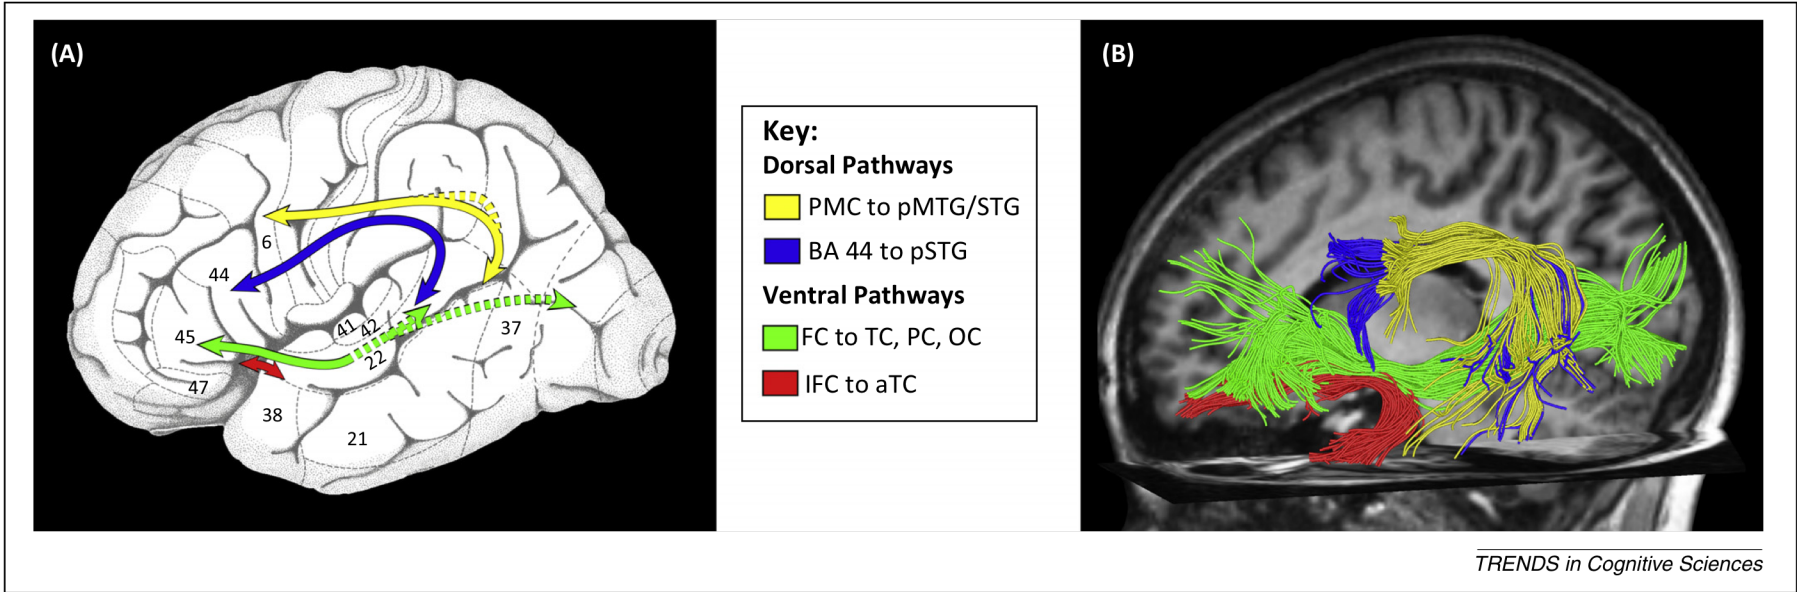 (A)
6
44
45
47
38
21
41
42
22
37
Key:
Dorsal Pathways
PMC to pMTG/STG
BA 44 to pSTG
Ventral Pathways
FC to TC, PC, OC
IFC to aTC
(B)
TRENDS in Cognitive Sciences